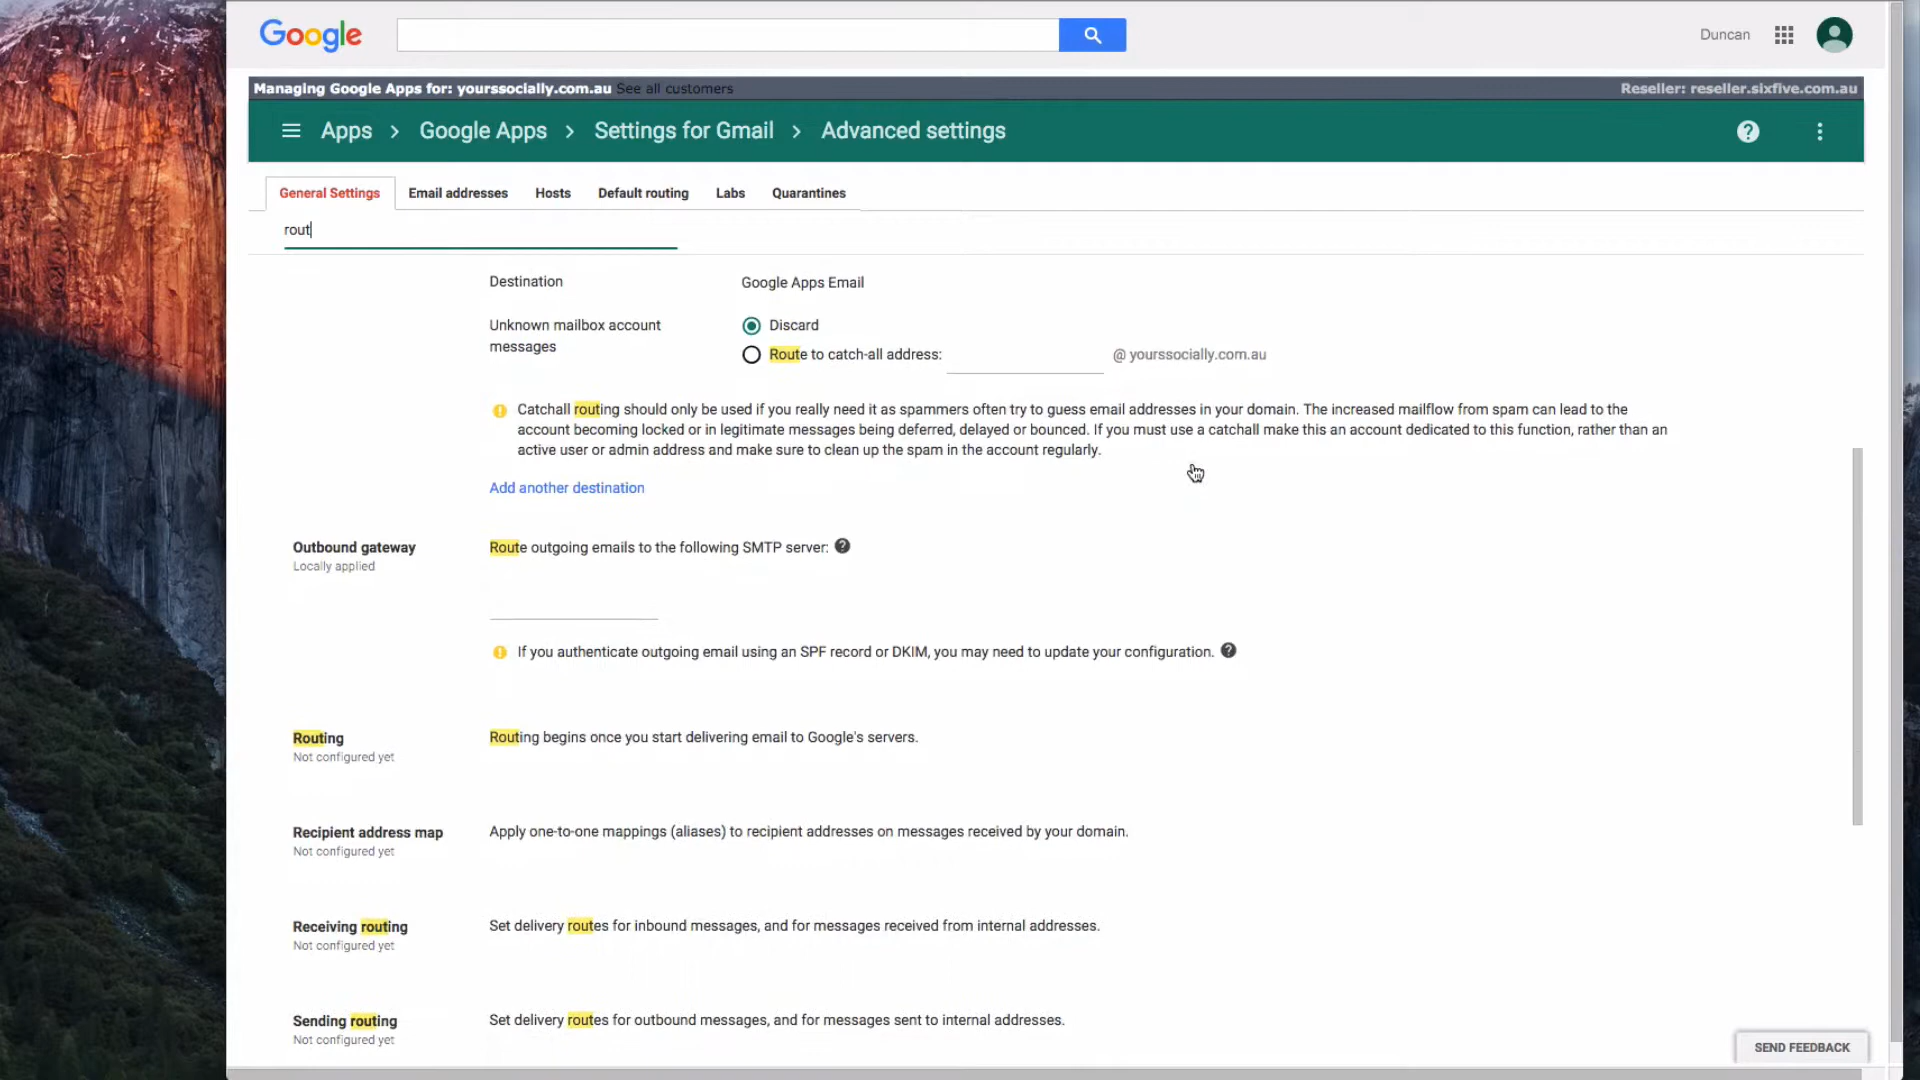 Google
Duncan
Managing Google Apps for: yourssocially.com.au See all customers
Reseller: reseller.sixfive.com.au
Apps > Google Apps > Settings for Gmail > Advanced settings
General Settings Email addresses Hosts Default routing Labs Quarantines
rout
Destination Google Apps Email
Unknown mailbox account
messages
Discard
Route to catch-all address: @ yourssocially.com.au
Catchall routing should only be used if you really need it as spammers often try to guess email addresses in your domain. The increased mailflow from spam can lead to the
account becoming locked or in legitimate messages being deferred, delayed or bounced. If you must use a catchall make this an account dedicated to this function, rather than an
active user or admin address and make sure to clean up the spam in the account regularly.
Add another destination
Outbound gateway
Locally applied
Route outgoing emails to the following SMTP server:
If you authenticate outgoing email using an SPF record or DKIM, you may need to update your configuration.
Routing
Not configured yet
Routing begins once you start delivering email to Google's servers.
Recipient address map
Not configured yet
Apply one-to-one mappings (aliases) to recipient addresses on messages received by your domain.
Receiving routing
Not configured yet
Set delivery routes for inbound messages, and for messages received from internal addresses.
Sending routing
Not configured yet
Set delivery routes for outbound messages, and for messages sent to internal addresses.
SEND FEEDBACK